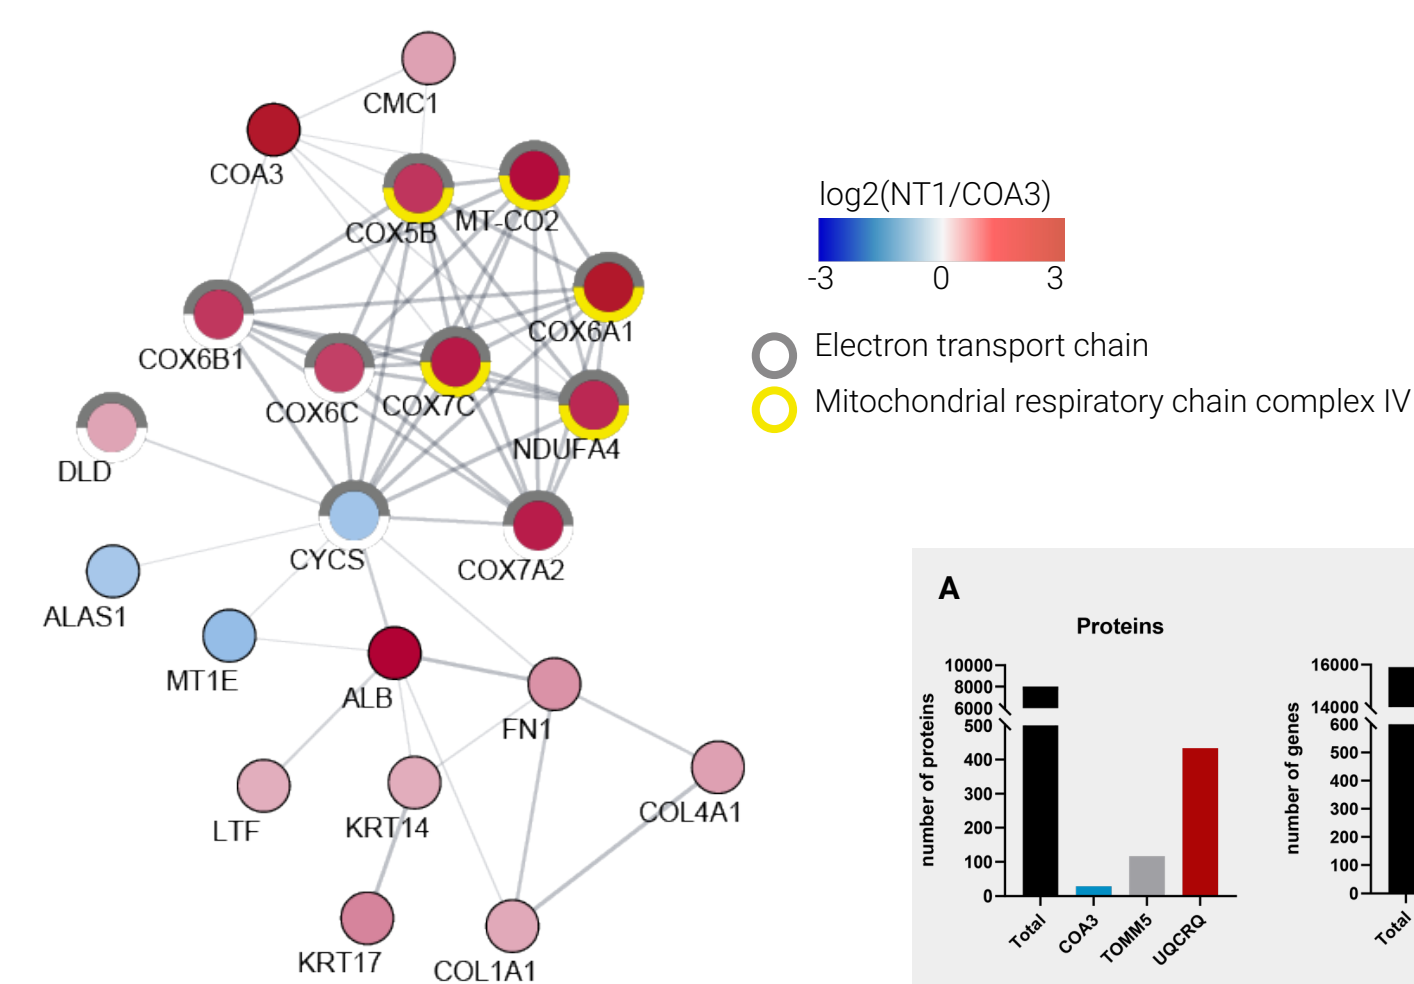 CMC1
COA3
COX5B
MT-CO2
COX6A1
COX6B1
COX6C
COX7C
NDUFA4
DLD
CYCS
COX7A2
ALAS1
MT1E
ALB
FN1
LTF
KRT14
COL4A1
KRT17
COL1A1
log2(NT1/COA3)
-3 0 3
Electron transport chain
Mitochondrial respiratory chain complex IV
A
Proteins
number of proteins
10000
8000
6000
500
400
300
200
100
0
Total
COA3
TOMM5
UQCRQ
number of genes
16000
14000
600
500
400
300
200
100
0
Total